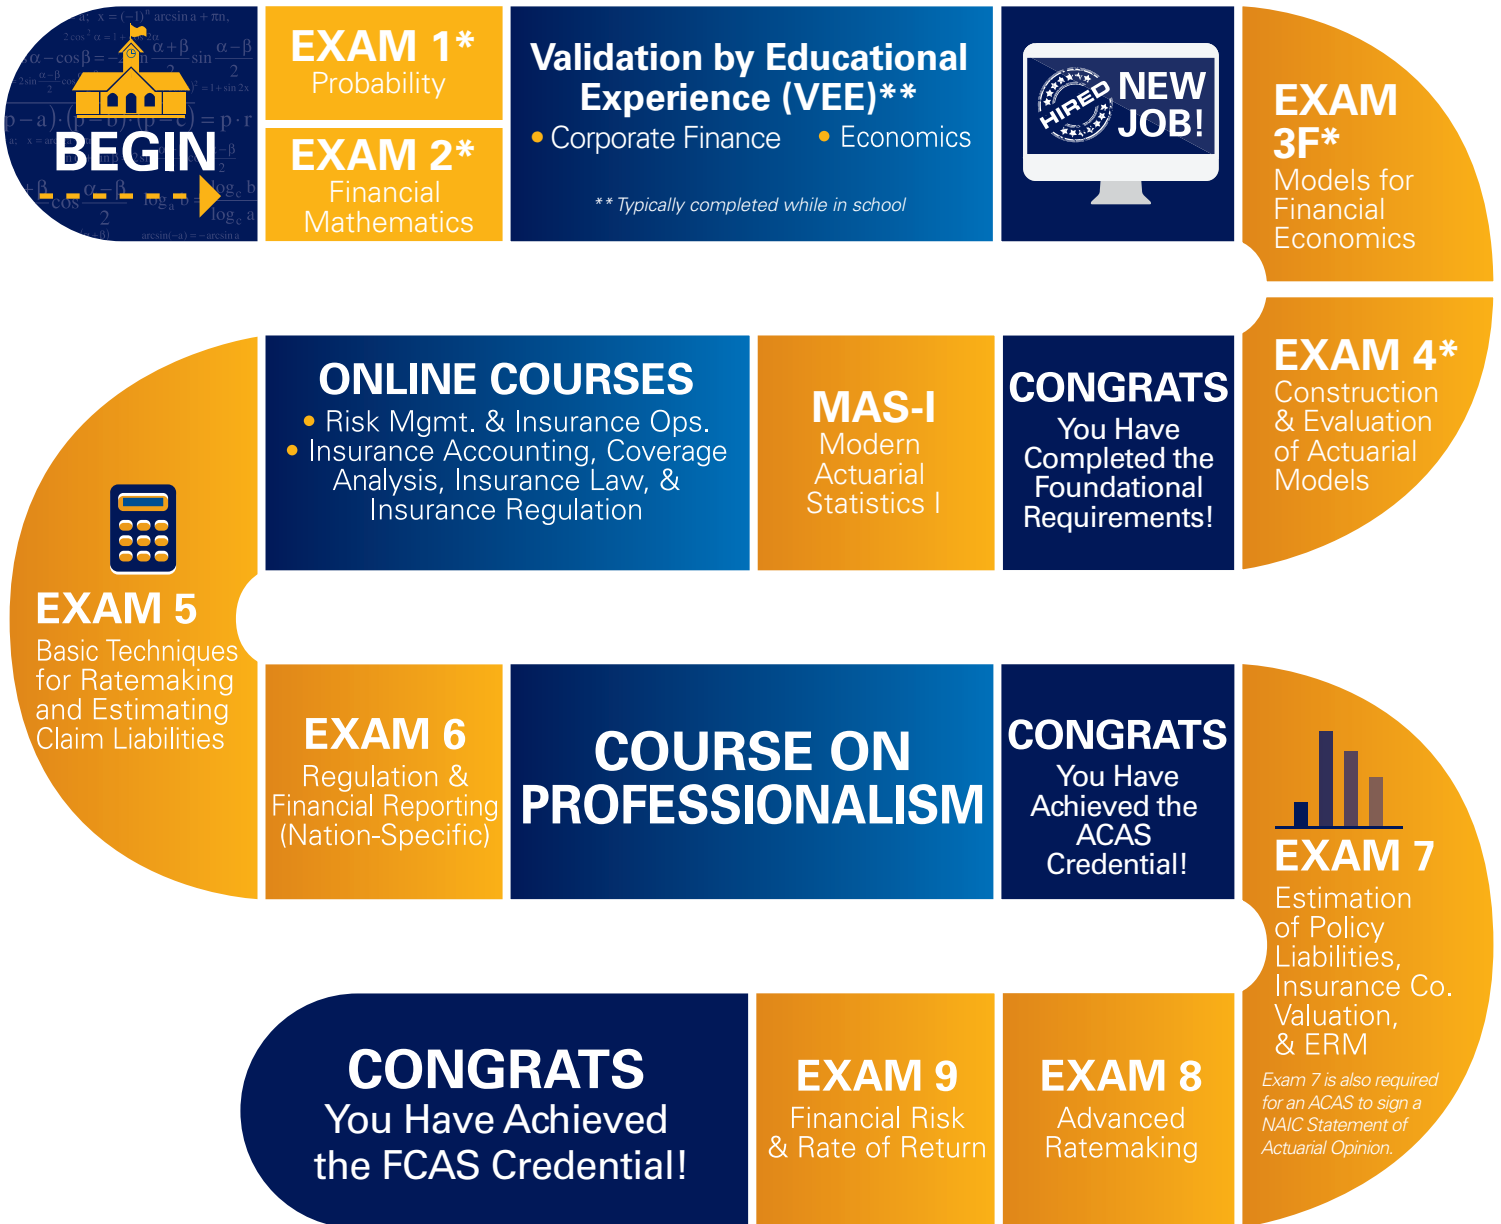 BEGIN
EXAM 1*
Probability
EXAM 2*
Financial
Mathematics
Validation by Educational
Experience (VEE)**
• Corporate Finance • Economics
** Typically completed while in school
HIRED
NEW
JOB!
EXAM
3F*
Models for
Financial
Economics
EXAM 4*
Construction
& Evaluation
of Actuarial
Models
CONGRATS
You Have
Completed the
Foundational
Requirements!
MAS-I
Modern
Actuarial
Statistics I
ONLINE COURSES
• Risk Mgmt. & Insurance Ops.
• Insurance Accounting, Coverage
Analysis, Insurance Law, &
Insurance Regulation
EXAM 5
Basic Techniques
for Ratemaking
and Estimating
Claim Liabilities
EXAM 6
Regulation &
Financial Reporting
(Nation-Specific)
COURSE ON
PROFESSIONALISM
CONGRATS
You Have
Achieved the
ACAS
Credential!
EXAM 7
Estimation
of Policy
Liabilities,
Insurance Co.
Valuation,
& ERM
Exam 7 is also required
for an ACAS to sign a
NAIC Statement of
Actuarial Opinion.
EXAM 8
Advanced
Ratemaking
EXAM 9
Financial Risk
& Rate of Return
CONGRATS
You Have Achieved
the FCAS Credential!